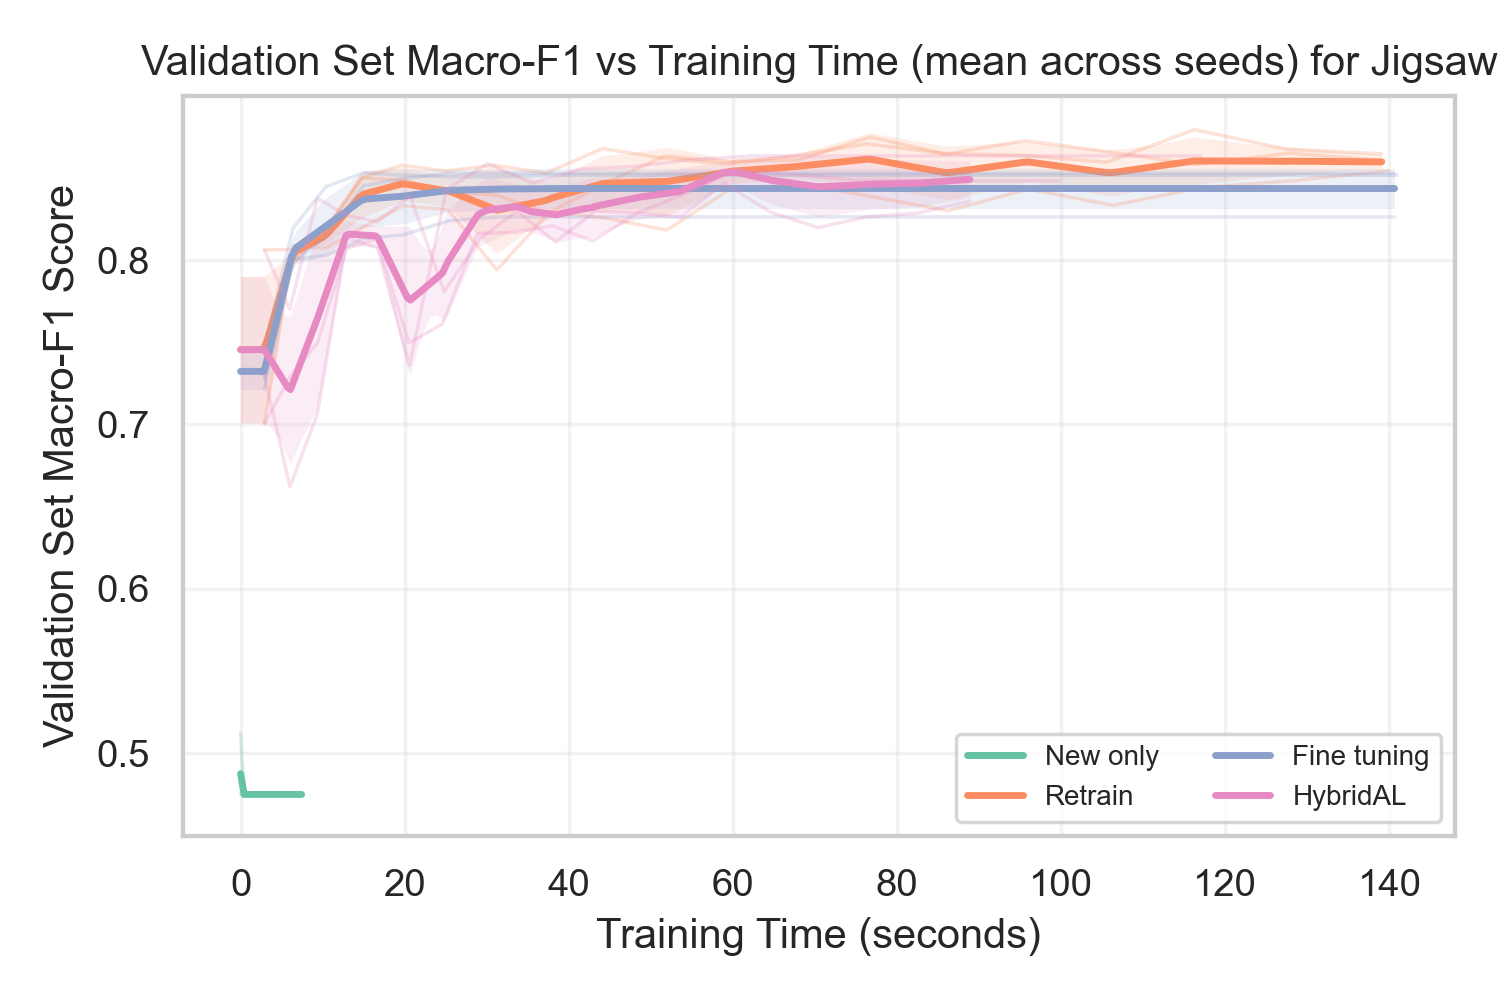 Validation Set Macro-F1 vs Training Time (mean across seeds) for Jigsaw
Validation Set Macro-F1 Score
0.8
0.7
0.6
0.5
New only
Retrain
Fine tuning
HybridAL
0 20 40 60 80 100 120 140
Training Time (seconds)